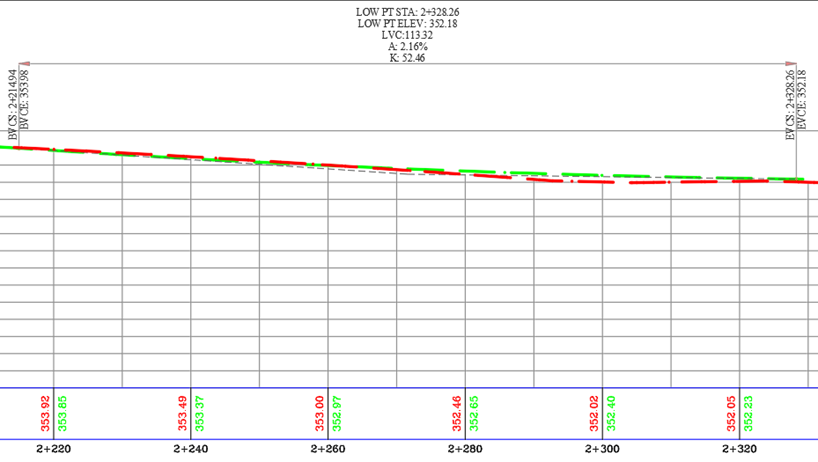 LOW PT STA: 2+328.26
LOW PT ELEV: 352.18
LVC:113.32
A: 2.16%
K: 52.46
BVCS: 2+214.94
BVCE: 353.98
EVCS: 2+328.26
EVCE: 352.18
353.92 353.85 353.49 353.37 353.00 352.97 352.46 352.65 352.02 352.40 352.05 352.23
2+220 2+240 2+260 2+280 2+300 2+320